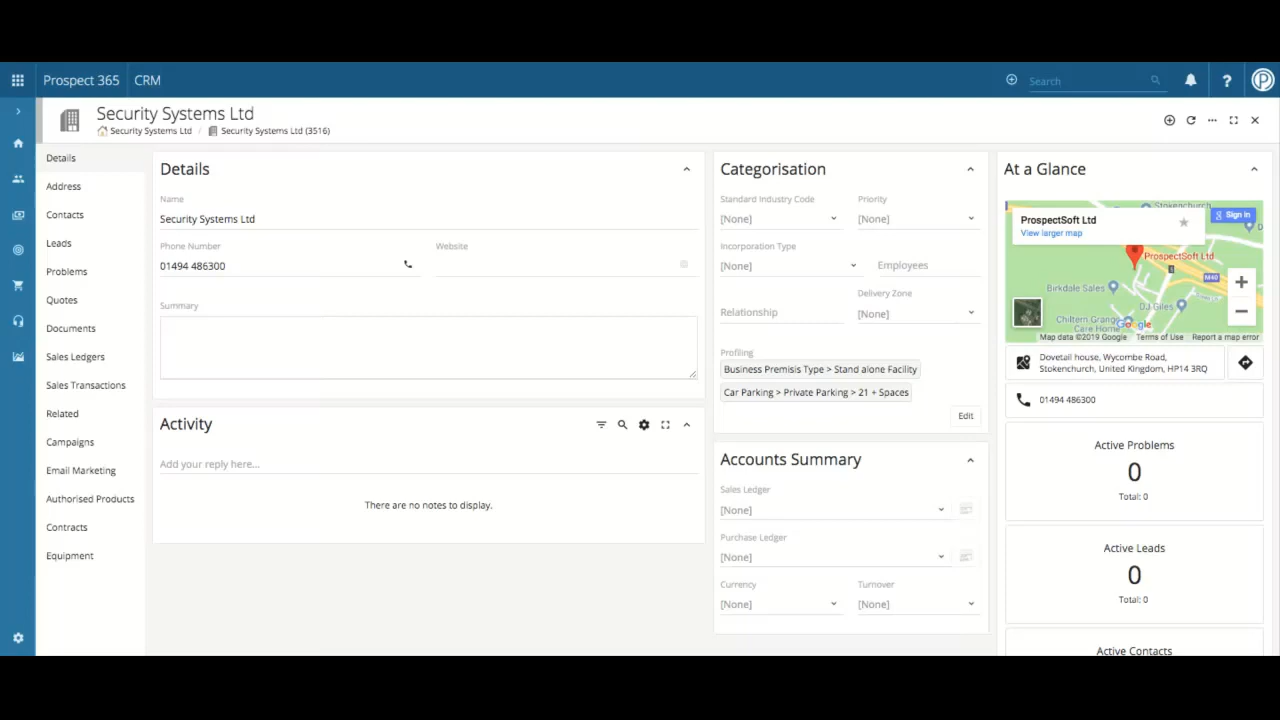 Prospect 365
CRM
Search
?
Security Systems Ltd
Security Systems Ltd / Security Systems Ltd (3516)
Details
Address
Contacts
Leads
Problems
Quotes
Documents
Sales Ledgers
Sales Transactions
Related
Campaigns
Email Marketing
Authorised Products
Contracts
Equipment
Details
Name
Security Systems Ltd
Phone Number
Website
01494 486300
Summary
Activity
Add your reply here...
There are no notes to display.
Categorisation
Standard Industry Code
Priority
[None]
[None]
Incorporation Type
[None]
Employees
Delivery Zone
Relationship
[None]
Profiling
Business Premisis Type > Stand alone Facility
Car Parking > Private Parking > 21 + Spaces
Edit
Accounts Summary
Sales Ledger
[None]
Purchase Ledger
[None]
Currency
Turnover
[None]
[None]
At a Glance
Stokenchurch
Sign in
ProspectSoft Ltd
View larger map
ProspectSoft Ltd
M40
Birkdale Sales
DJ Giles
Chiltern Grange
Care Home
Google
Map data ©2019 Google Terms of Use Report a map error
Dovetail house, Wycombe Road,
Stokenchurch, United Kingdom, HP14 3RQ
01494 486300
Active Problems
0
Total: 0
Active Leads
0
Total: 0
Active Contacts